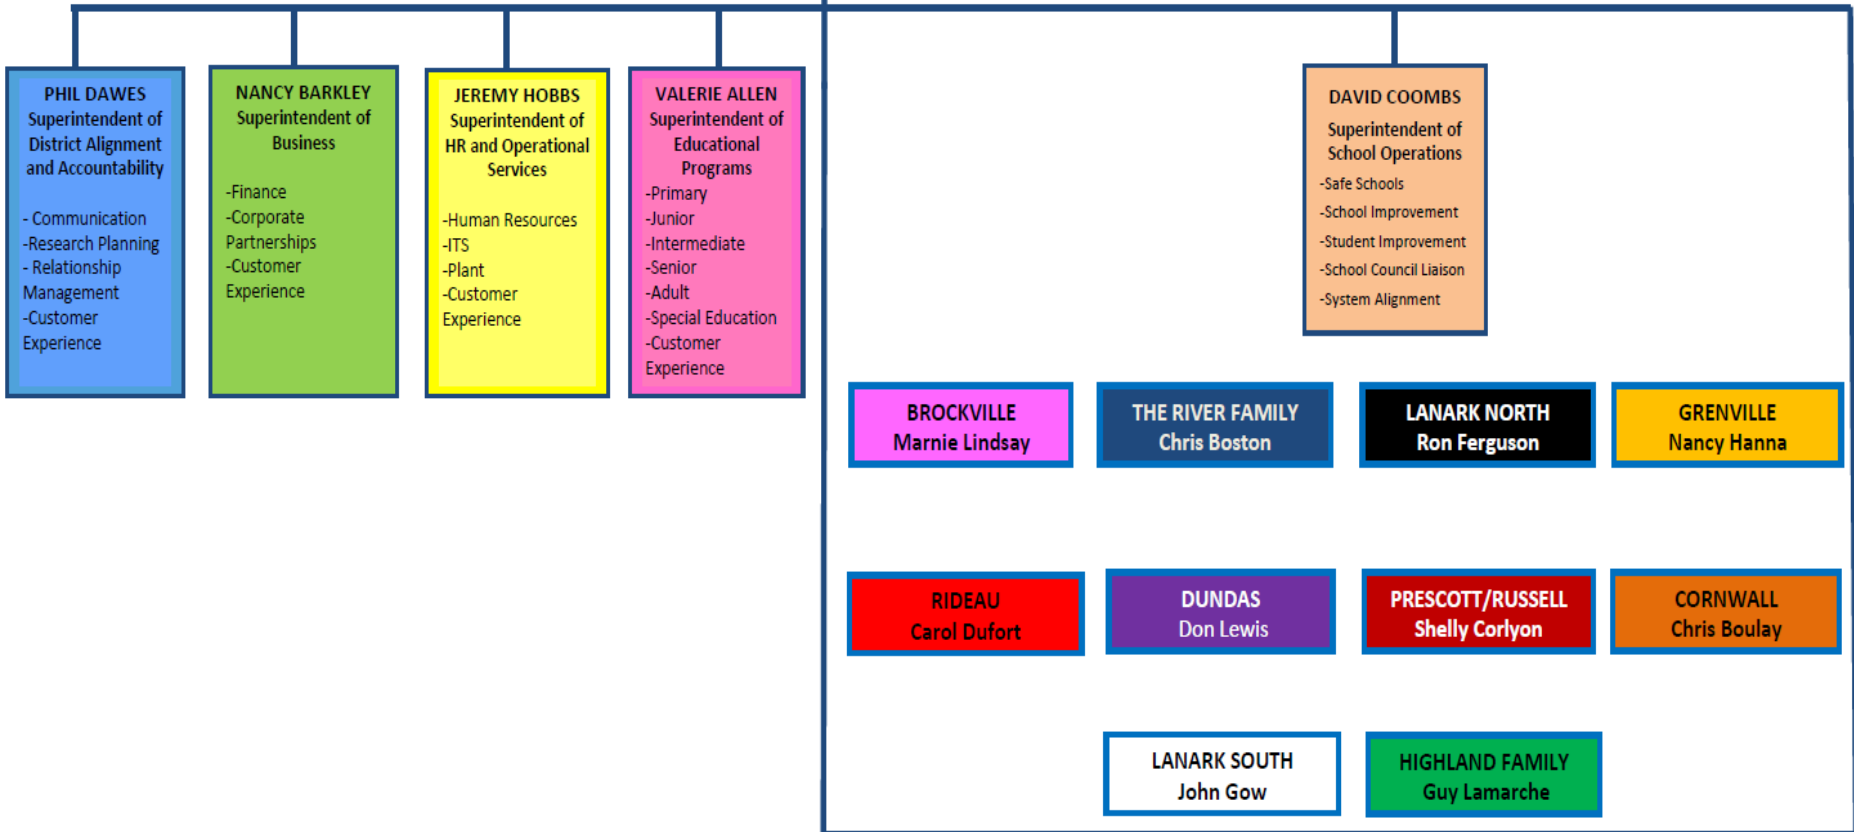 PHIL DAWES
Superintendent of
District Alignment
and Accountability
- Communication
-Research Planning
- Relationship
Management
-Customer
Experience
NANCY BARKLEY
Superintendent of
Business
-Finance
-Corporate
Partnerships
-Customer
Experience
JEREMY HOBBS
Superintendent of
HR and Operational
Services
-Human Resources
-ITS
-Plant
-Customer
Experience
VALERIE ALLEN
Superintendent of
Educational
Programs
-Primary
-Junior
-Intermediate
-Senior
-Adult
-Special Education
-Customer
Experience
DAVID COOMBS
Superintendent of
School Operations
-Safe Schools
-School Improvement
-Student Improvement
-School Council Liaison
-System Alignment
BROCKVILLE
Marnie Lindsay
THE RIVER FAMILY
Chris Boston
LANARK NORTH
Ron Ferguson
GRENVILLE
Nancy Hanna
RIDEAU
Carol Dufort
DUNDAS
Don Lewis
PRESCOTT/RUSSELL
Shelly Corlyon
CORNWALL
Chris Boulay
LANARK SOUTH
John Gow
HIGHLAND FAMILY
Guy Lamarche